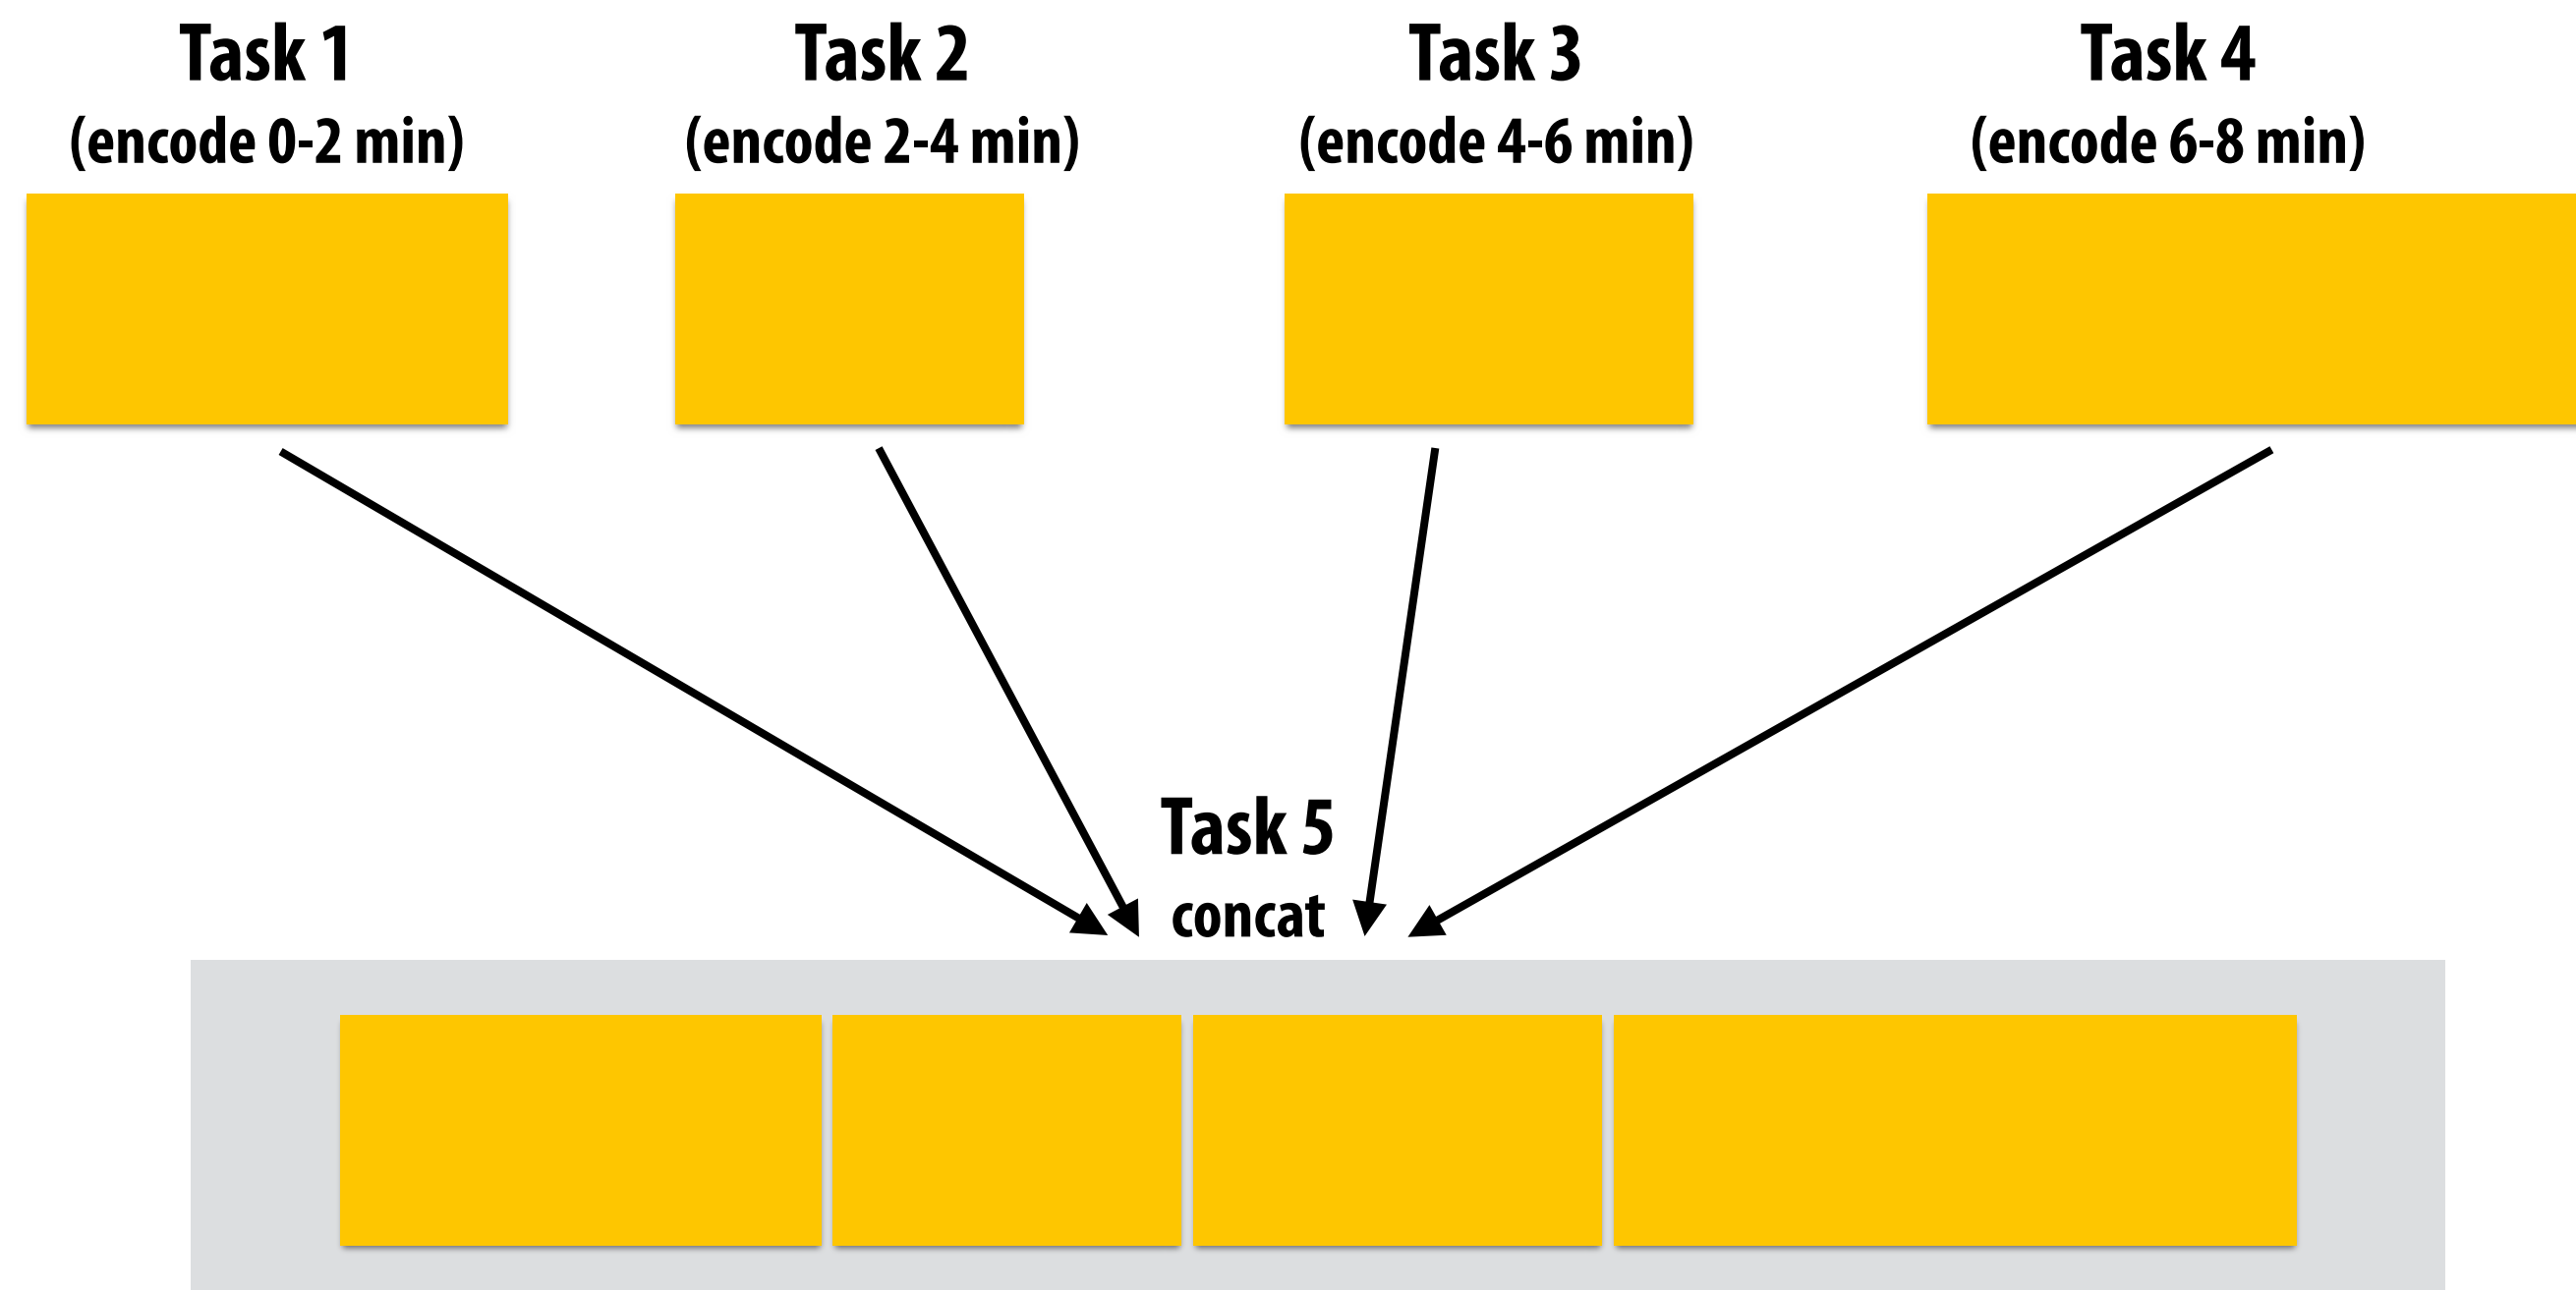 Task 1
(encode 0-2 min)
Task 2
(encode 2-4 min)
Task 3
(encode 4-6 min)
Task 4
(encode 6-8 min)
Task 5
concat